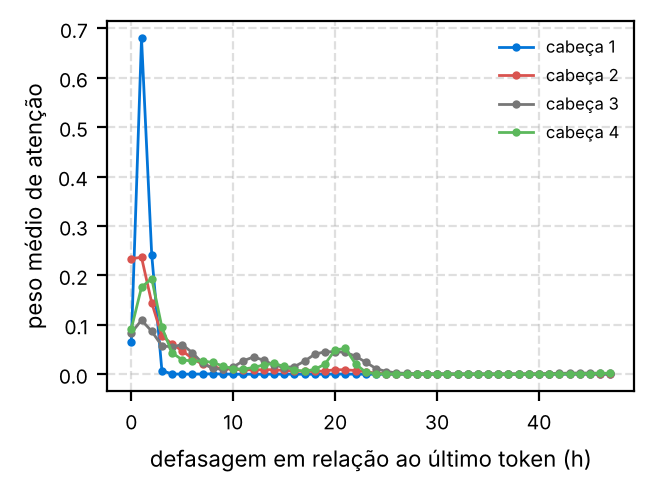 0.7
0.6
0.5
0.4
0.3
0.2
0.1
0.0
peso médio de atenção
cabeça 1
cabeça 2
cabeça 3
cabeça 4
0 10 20 30 40
defasagem em relação ao último token (h)